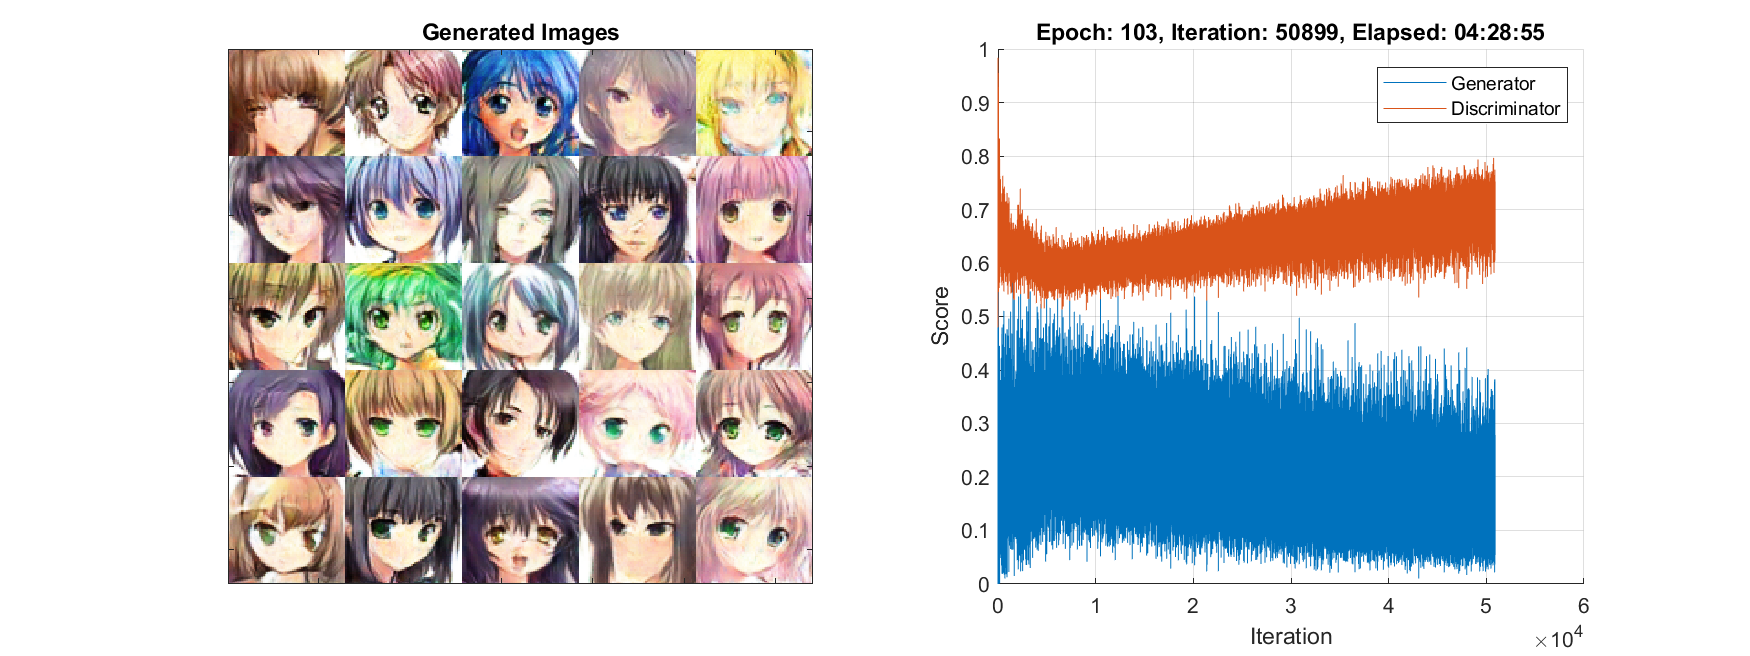 Generated Images
Epoch: 103, Iteration: 50899, Elapsed: 04:28:55
Generator
Discriminator
1
0.9
0.8
0.7
0.6
0.5
0.4
0.3
0.2
0.1
0
Score
0 1 2 3 4 5 6
Iteration
×10⁴